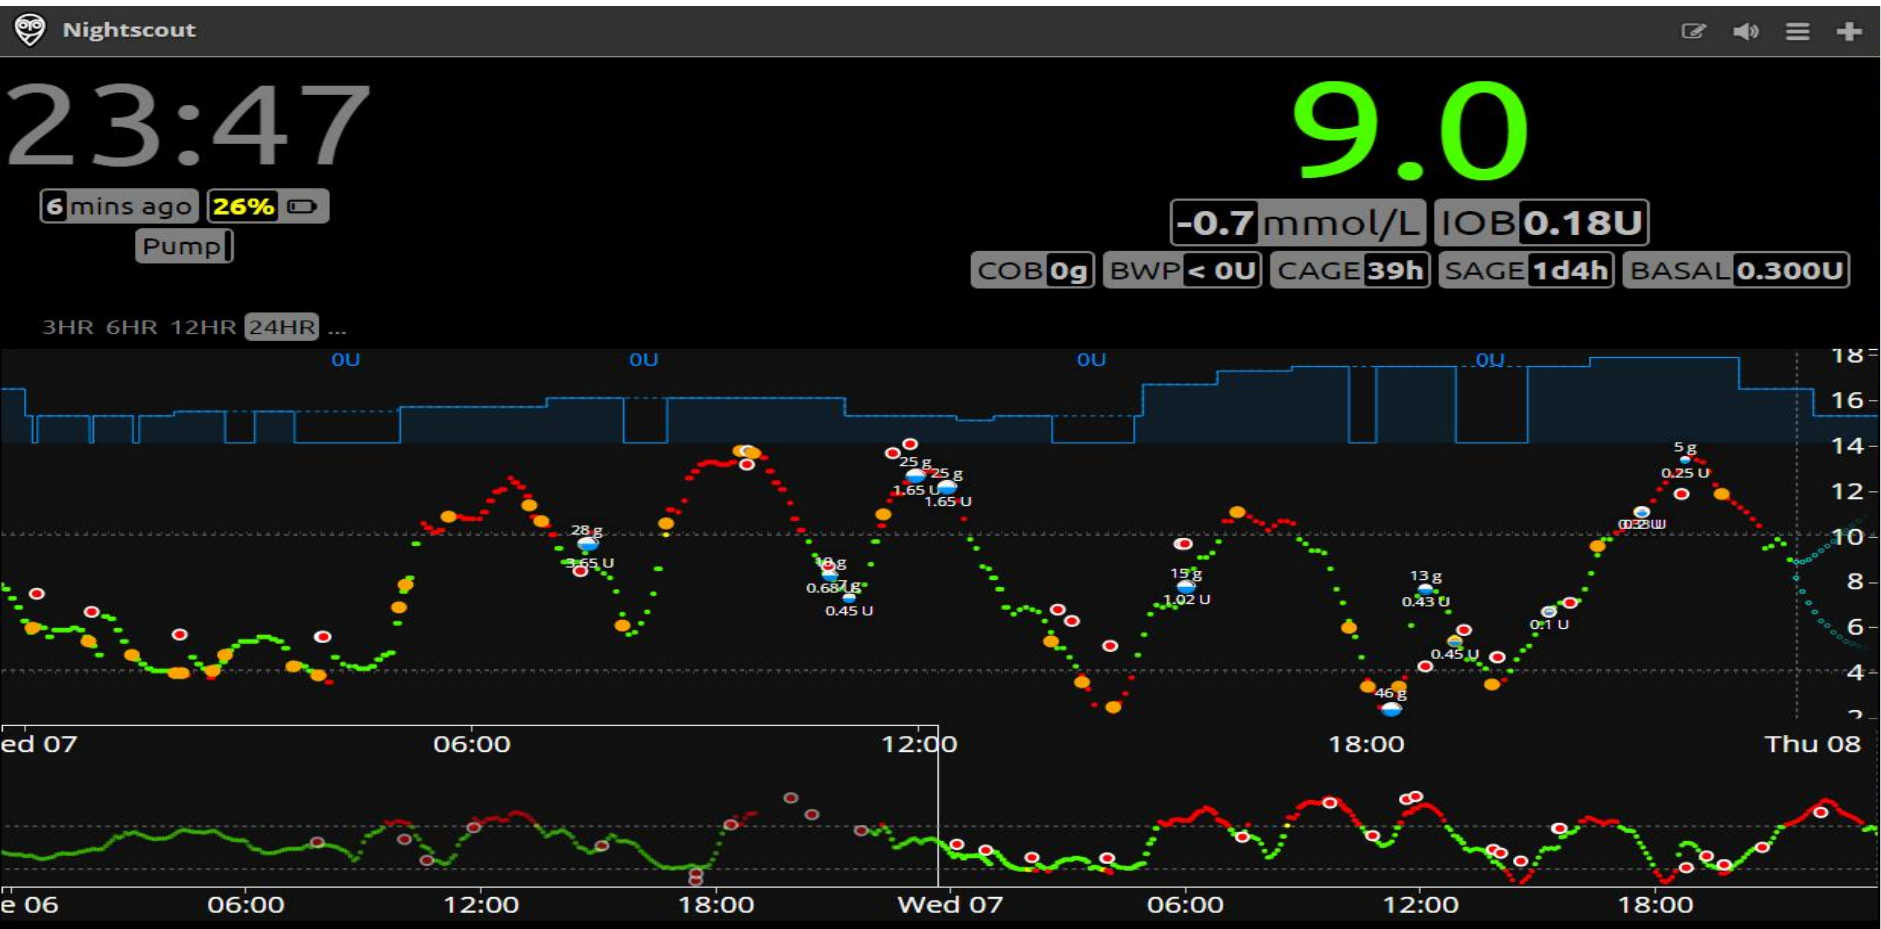 Nightscout
23:47
9.0
6 mins ago 26%
-0.7 mmol/L IOB 0.18U
Pump
COB 0g BWP < 0U CAGE 39h SAGE 1d4h BASAL 0.300U
3HR 6HR 12HR 24HR ...
0U 0U 0U 0U
18
16
14
12
10
8
6
4
2
28 g
3.65 U
0.68 U
7 g
0.45 U
25 g
1.65 U
25 g
1.65 U
15 g
1.02 U
46 g
13 g
0.43 U
0.45 U
0.1 U
5 g
0.25 U
ed 07 06:00 12:00 18:00 Thu 08
e 06 06:00 12:00 18:00 Wed 07 06:00 12:00 18:00